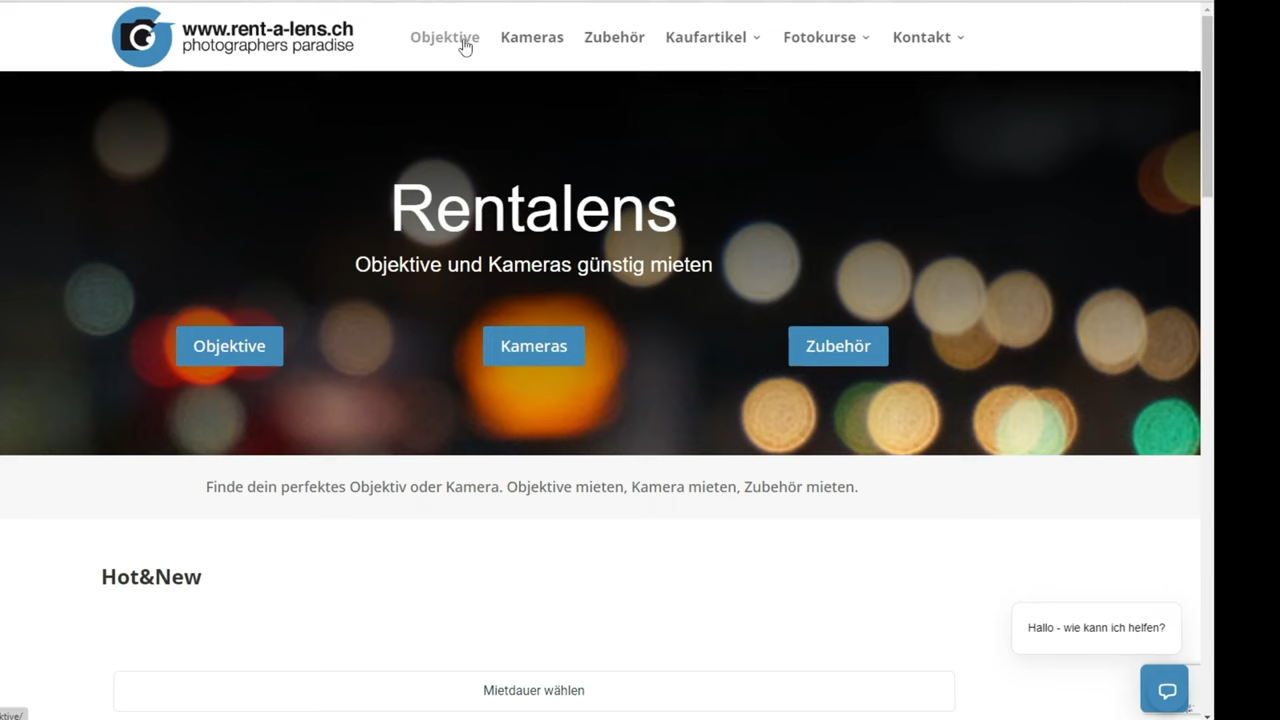 www.rent-a-lens.ch
photographers paradise
Objektive Kameras Zubehör Kaufartikel Fotokurse Kontakt
Rentalens
Objektive und Kameras günstig mieten
Objektive Kameras Zubehör
Finde dein perfektes Objektiv oder Kamera. Objektive mieten, Kamera mieten, Zubehör mieten.
Hot&New
Hallo - wie kann ich helfen?
Mietdauer wählen
ktive/